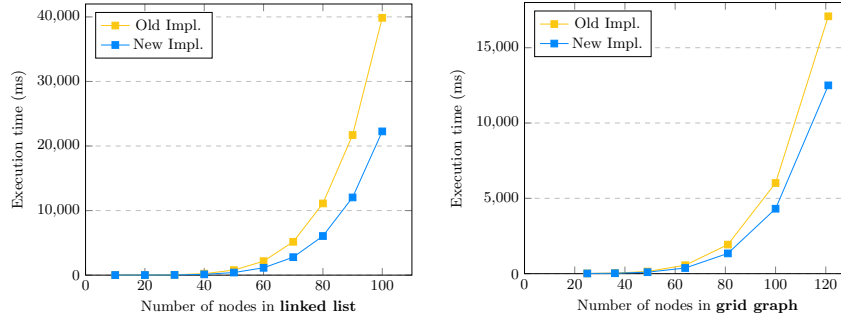 Old Impl.
New Impl.
Execution time (ms)
40,000
30,000
20,000
10,000
0
0 20 40 60 80 100
Number of nodes in linked list
Old Impl.
New Impl.
Execution time (ms)
15,000
10,000
5,000
0
0 20 40 60 80 100 120
Number of nodes in grid graph